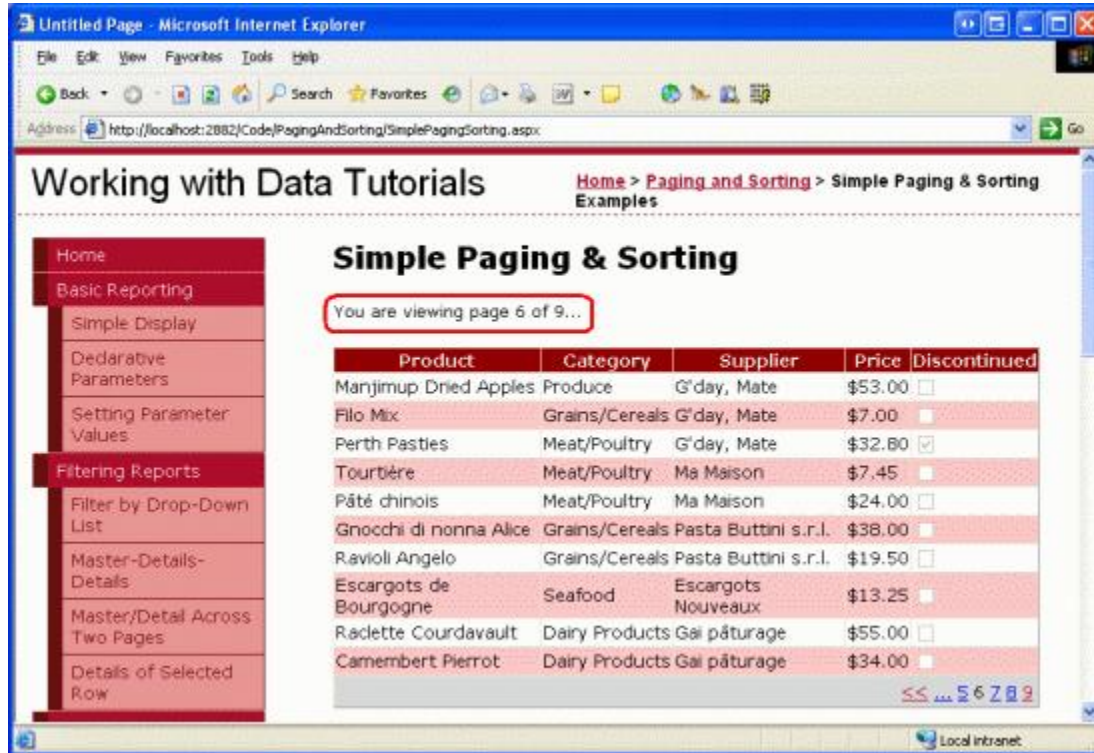 Untitled Page - Microsoft Internet Explorer
File Edit View Favorites Tools Help
Back Search Favorites
Address http://localhost:2882/Code/PagingAndSorting/SimplePagingSorting.aspx Go
Working with Data Tutorials
Home > Paging and Sorting > Simple Paging & Sorting
Examples
Home
Basic Reporting
Simple Display
Declarative
Parameters
Setting Parameter
Values
Filtering Reports
Filter by Drop-Down
List
Master-Details-
Details
Master/Detail Across
Two Pages
Details of Selected
Row
Simple Paging & Sorting
You are viewing page 6 of 9...
Product Category Supplier Price Discontinued
Manjimup Dried Apples Produce G'day, Mate $53.00
Filo Mix Grains/Cereals G'day, Mate $7.00
Perth Pasties Meat/Poultry G'day, Mate $32.80
Tourtière Meat/Poultry Ma Maison $7.45
Pâté chinois Meat/Poultry Ma Maison $24.00
Gnocchi di nonna Alice Grains/Cereals Pasta Buttini s.r.l. $38.00
Ravioli Angelo Grains/Cereals Pasta Buttini s.r.l. $19.50
Escargots de
Bourgogne Seafood Escargots
Nouveaux $13.25
Raclette Courdavault Dairy Products Gai pâturage $55.00
Camembert Pierrot Dairy Products Gai pâturage $34.00
<< ... 5 6 7 8 9
Local intranet